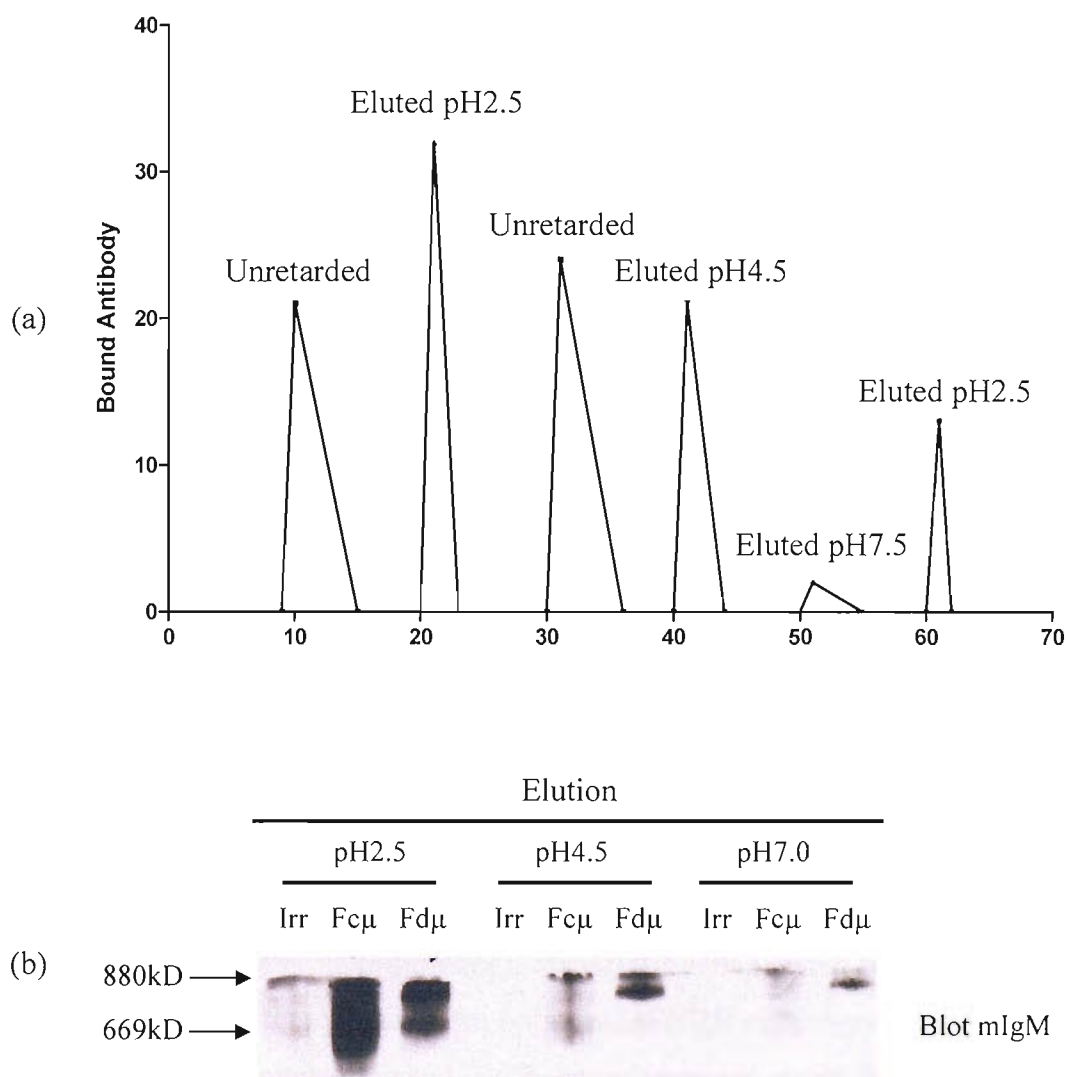 (a)
Bound Antibody
40
30
20
10
0
Unretarded
Eluted pH2.5
Unretarded
Eluted pH4.5
Eluted pH7.5
Eluted pH2.5
0 10 20 30 40 50 60 70
(b)
Elution
pH2.5 pH4.5 pH7.0
Irr Fcμ Fdμ Irr Fcμ Fdμ Irr Fcμ Fdμ
880kD
669kD
Blot mIgM